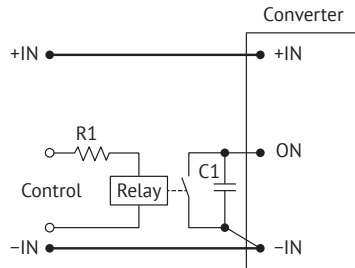 Converter
+IN +IN
R1
ON
C1
Control Relay
−IN −IN